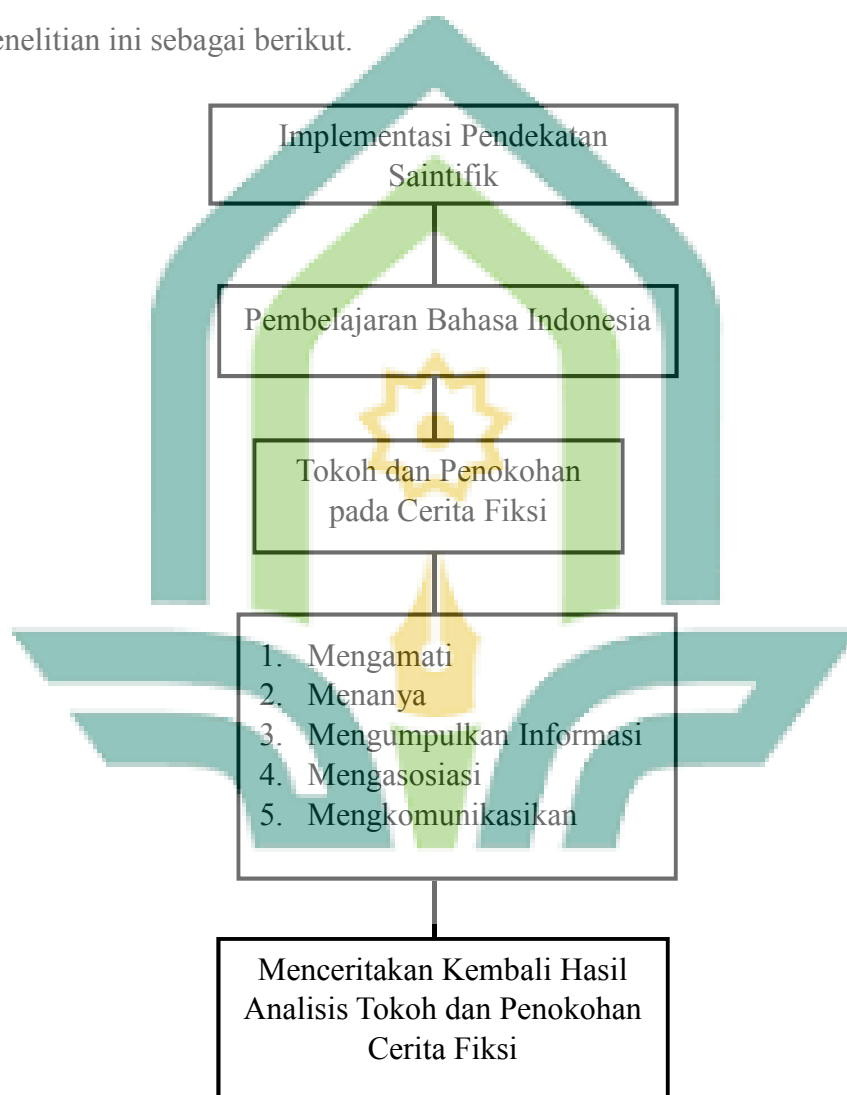 enelitian ini sebagai berikut.
Implementasi Pendekatan
Saintifik
Pembelajaran Bahasa Indonesia
Tokoh dan Penokohan
pada Cerita Fiksi
1. Mengamati
2. Menanya
3. Mengumpulkan Informasi
4. Mengasosiasi
5. Mengkomunikasikan
Menceritakan Kembali Hasil
Analisis Tokoh dan Penokohan
Cerita Fiksi